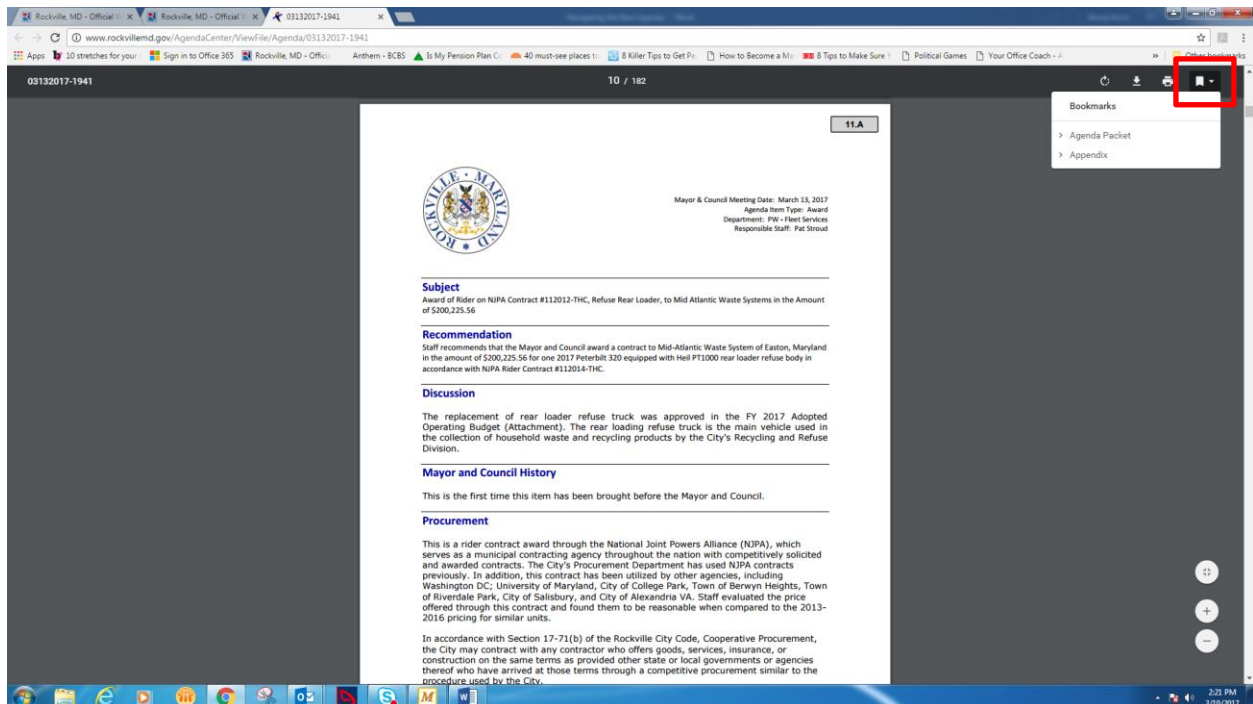 Rockville, MD - Official
Rockville, MD - Official
03132017-1941
www.rockvillemd.gov/AgendaCenter/ViewFile/Agenda/03132017-1941
Apps
10 stretches for your
Sign in to Office 365
Rockville, MD - Offici
Anthem - BCBS
Is My Pension Plan
40 must-see places to
8 Killer Tips to Get Pe
How to Become a
8 Tips to Make Sure
Political Games
Your Office Coach -
»
Other bookmarks
03132017-1941
10 / 182
Bookmarks
Agenda Packet
Appendix
11.A
ROCKVILLE • MARYLAND
Mayor & Council Meeting Date: March 13, 2017
Agenda Item Type: Award
Department: PW - Fleet Services
Responsible Staff: Pat Stroud
Subject
Award of Rider on NJPA Contract #112012-THC, Refuse Rear Loader, to Mid Atlantic Waste Systems in the Amount
of $200,225.56
Recommendation
Staff recommends that the Mayor and Council award a contract to Mid-Atlantic Waste System of Easton, Maryland
in the amount of $200,225.56 for one 2017 Peterbilt 320 equipped with Heil PT1000 rear loader refuse body in
accordance with NJPA Rider Contract #112014-THC.
Discussion
The replacement of rear loader refuse truck was approved in the FY 2017 Adopted
Operating Budget (Attachment). The rear loading refuse truck is the main vehicle used in
the collection of household waste and recycling products by the City's Recycling and Refuse
Division.
Mayor and Council History
This is the first time this item has been brought before the Mayor and Council.
Procurement
This is a rider contract award through the National Joint Powers Alliance (NJPA), which
serves as a municipal contracting agency throughout the nation with competitively solicited
and awarded contracts. The City's Procurement Department has used NJPA contracts
previously. In addition, this contract has been utilized by other agencies, including
Washington DC; University of Maryland, City of College Park, Town of Berwyn Heights, Town
of Riverdale Park, City of Salisbury, and City of Alexandria VA. Staff evaluated the price
offered through this contract and found them to be reasonable when compared to the 2013-
2016 pricing for similar units.
In accordance with Section 17-71(b) of the Rockville City Code, Cooperative Procurement,
the City may contract with any contractor who offers goods, services, insurance, or
construction on the same terms as provided other state or local governments or agencies
thereof who have arrived at those terms through a competitive procurement similar to the
procedure used by the City.
2:21 PM
3/10/2017